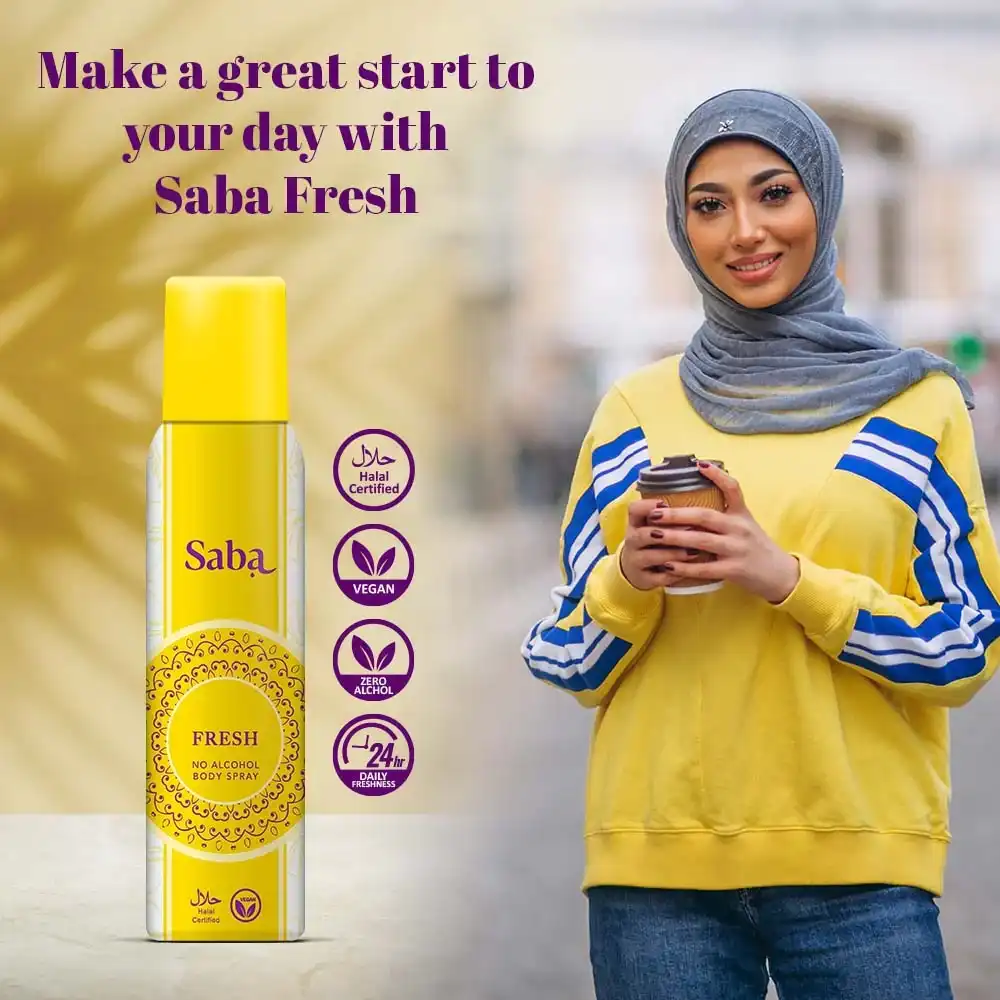 Make a great start to
your day with
Saba Fresh
حلال
Halal
Certified
VEGAN
ZERO
ALCHOL
24hr
DAILY
FRESHNESS
Saba
FRESH
NO ALCOHOL
BODY SPRAY
حلال
Halal
Certified
VEGAN